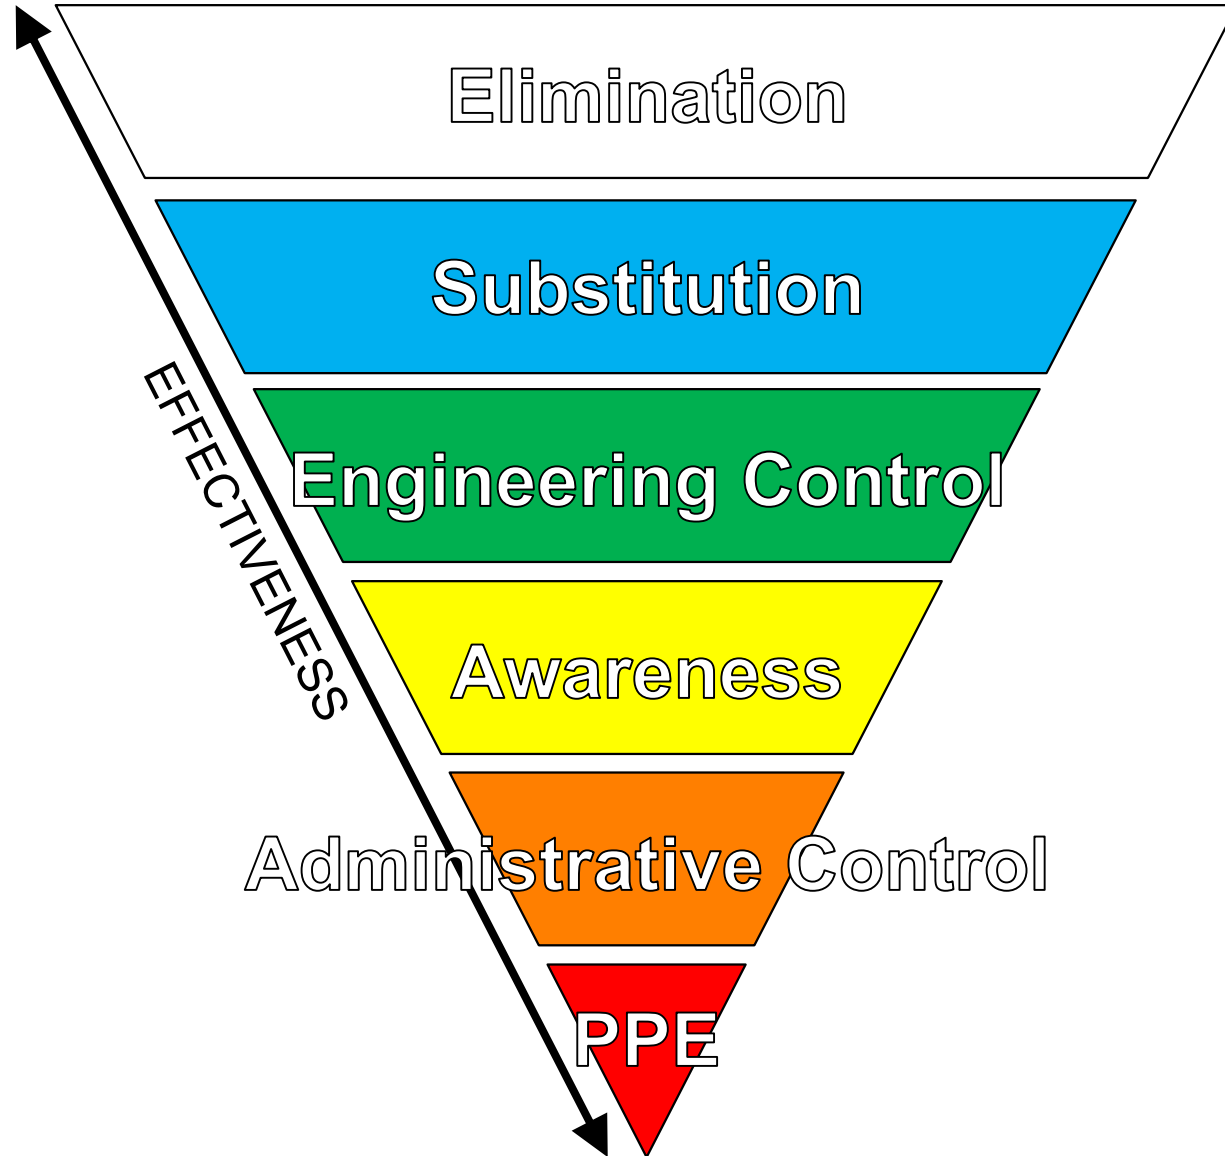 Elimination
Substitution
EFFECTIVENESS
Engineering Control
Awareness
Administrative Control
PPE